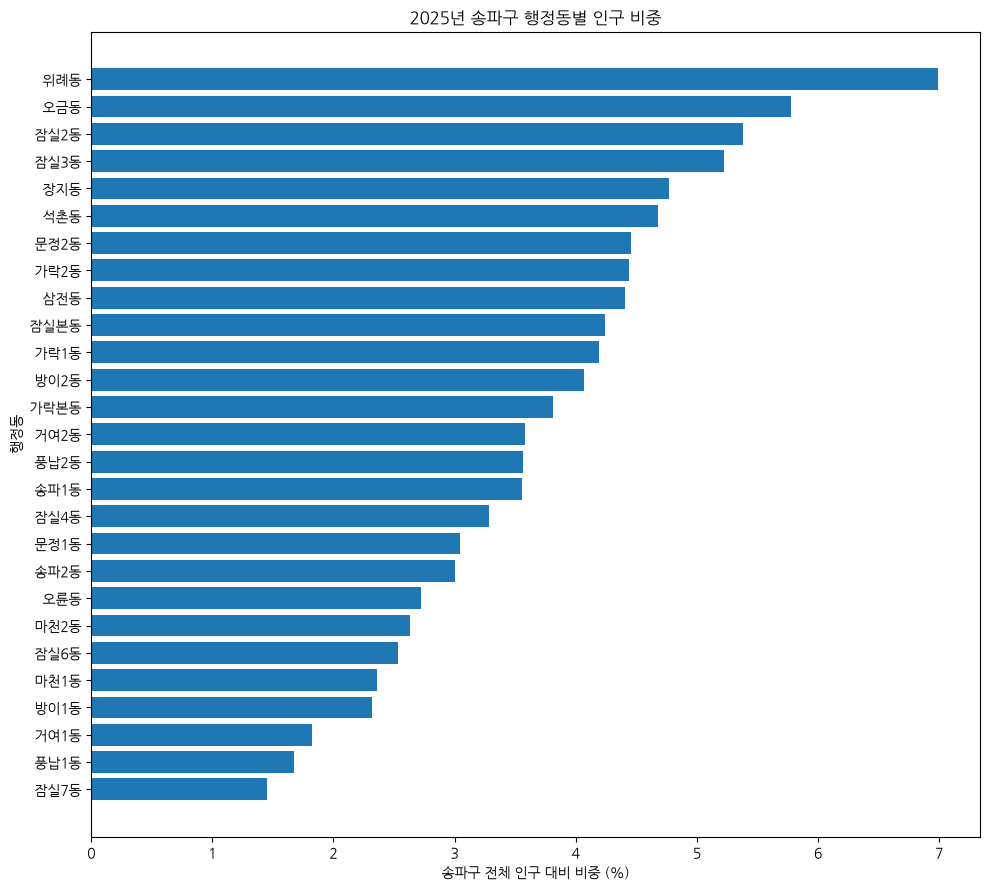 2025년 송파구 행정동별 인구 비중
위례동
오금동
잠실2동
잠실3동
장지동
석촌동
문정2동
가락2동
삼전동
잠실본동
가락1동
방이2동
가락본동
거여2동
풍납2동
송파1동
잠실4동
문정1동
송파2동
오륜동
마천2동
잠실6동
마천1동
방이1동
거여1동
풍납1동
잠실7동
행정동
0 1 2 3 4 5 6 7
송파구 전체 인구 대비 비중 (%)